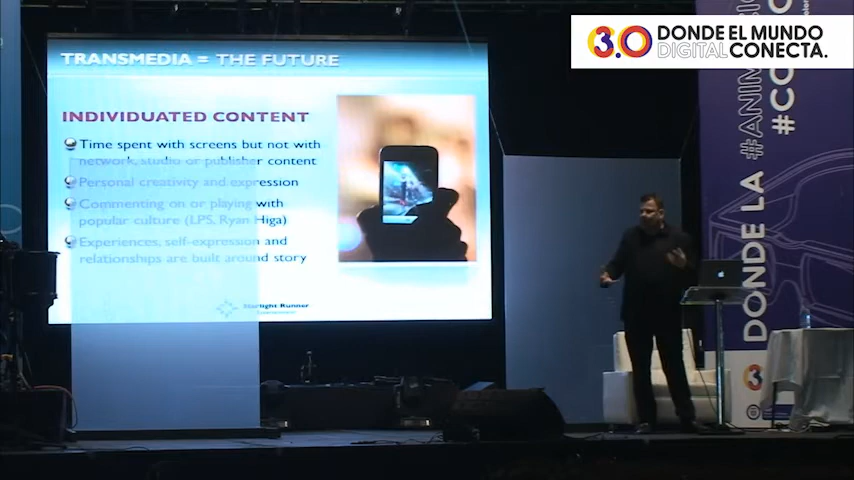 3.0 DONDE EL MUNDO
DIGITAL CONECTA.
TRANSMEDIA = THE FUTURE
INDIVIDUATED CONTENT
Time spent with screens but not with
network, studio or publisher content
Personal creativity and expression
Commenting on or playing with
popular culture (LPS, Ryan Higa)
Experiences, self-expression and
relationships are built around story
Starlight Runner
DONDE LA #ANIM
#CO
DONDE
3